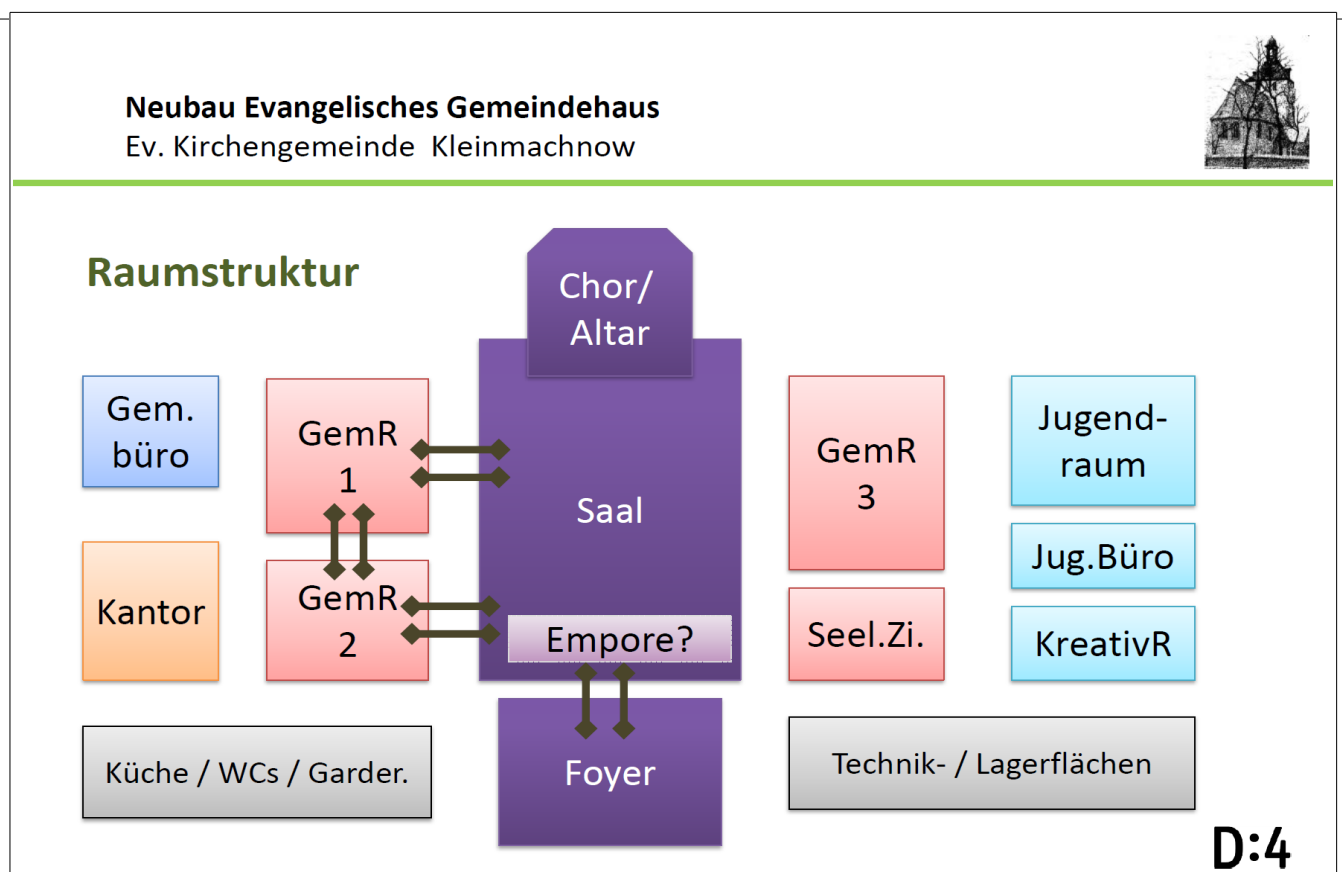 Neubau Evangelisches Gemeindehaus
Ev. Kirchengemeinde Kleinmachnow
Raumstruktur
Chor/
Altar
Gem.
büro
GemR
1
Saal
GemR
3
Jugend-
raum
Jug.Büro
Kantor
GemR
2
Empore?
Seel.Zi.
KreativR
Küche / WCs / Garder.
Foyer
Technik- / Lagerflächen
D:4